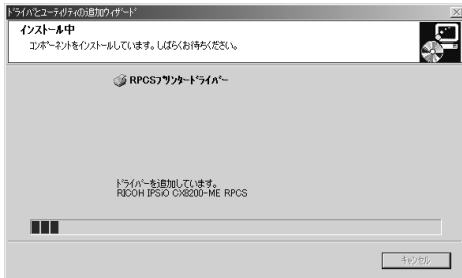 ドライバとユーティリティの追加ウィザード
インストール中
コンポーネントをインストールしています。しばらくお待ちください。
RPCSプリンタードライバー
ドライバーを追加しています。
RICOH IPSiO CX8200-ME RPCS
キャンセル